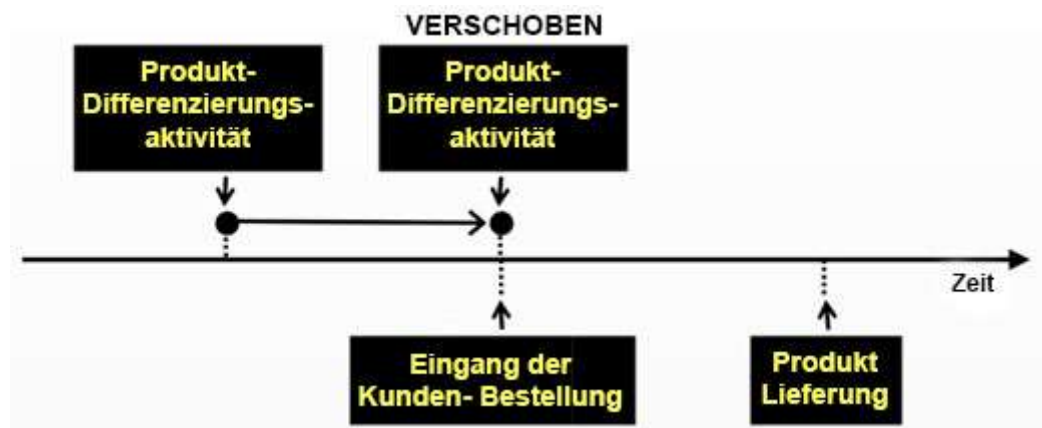 VERSCHOBEN
Produkt-
Differenzierungs-
aktivität
Produkt-
Differenzierungs-
aktivität
Zeit
Eingang der
Kunden- Bestellung
Produkt
Lieferung